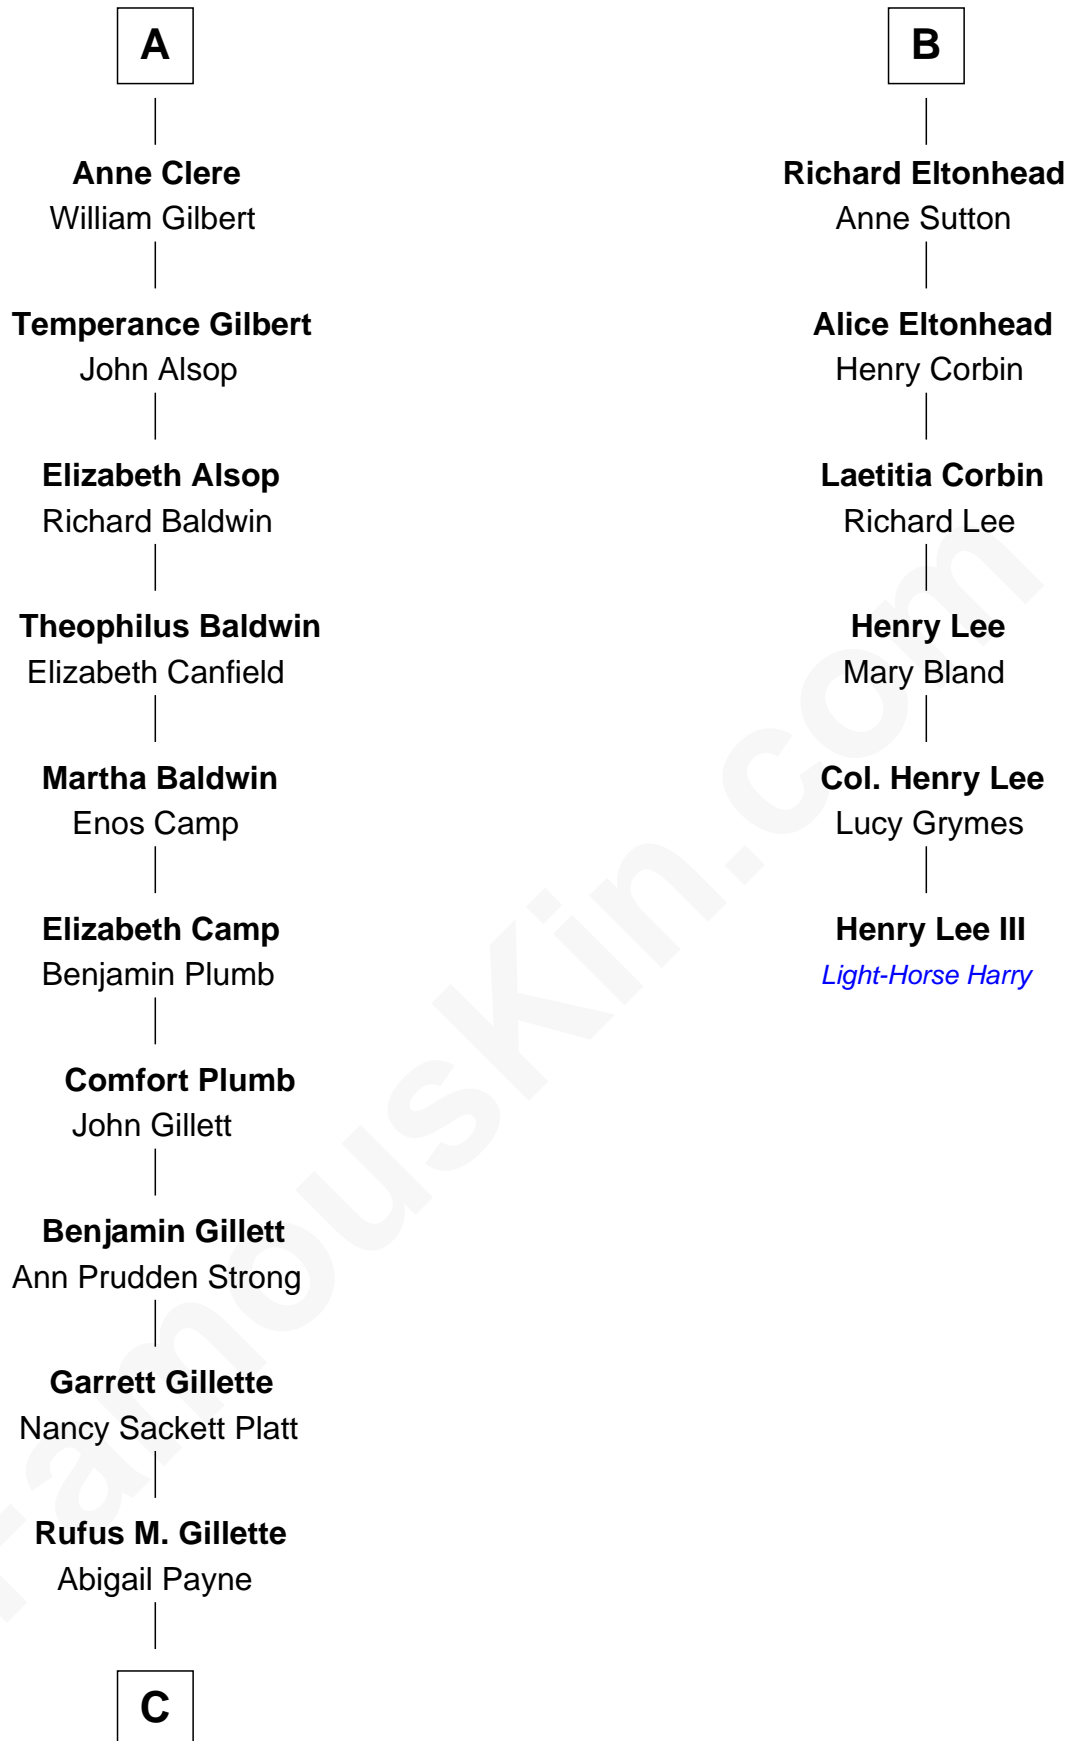 A
Anne Clere
William Gilbert
Temperance Gilbert
John Alsop
Elizabeth Alsop
Richard Baldwin
Theophilus Baldwin
Elizabeth Canfield
Martha Baldwin
Enos Camp
Elizabeth Camp
Benjamin Plumb
Comfort Plumb
John Gillett
Benjamin Gillett
Ann Prudden Strong
Garrett Gillette
Nancy Sackett Platt
Rufus M. Gillette
Abigail Payne
C
B
Richard Eltonhead
Anne Sutton
Alice Eltonhead
Henry Corbin
Laetitia Corbin
Richard Lee
Henry Lee
Mary Bland
Col. Henry Lee
Lucy Grymes
Henry Lee III
Light-Horse Harry
FamousKin.com